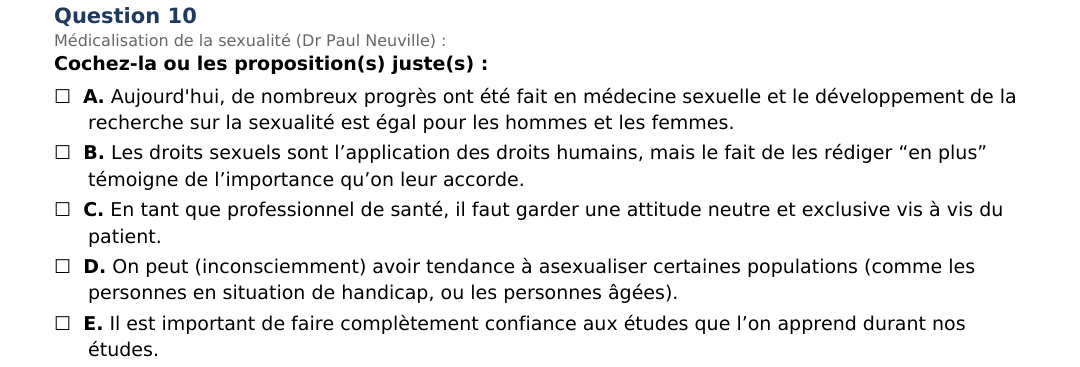 Question 10
Médicalisation de la sexualité (Dr Paul Neuville) :
Cochez-la ou les proposition(s) juste(s) :
☐ A. Aujourd'hui, de nombreux progrès ont été fait en médecine sexuelle et le développement de la
recherche sur la sexualité est égal pour les hommes et les femmes.
☐ B. Les droits sexuels sont l’application des droits humains, mais le fait de les rédiger “en plus”
témoigne de l’importance qu’on leur accorde.
☐ C. En tant que professionnel de santé, il faut garder une attitude neutre et exclusive vis à vis du
patient.
☐ D. On peut (inconsciemment) avoir tendance à asexualiser certaines populations (comme les
personnes en situation de handicap, ou les personnes âgées).
☐ E. Il est important de faire complètement confiance aux études que l’on apprend durant nos
études.